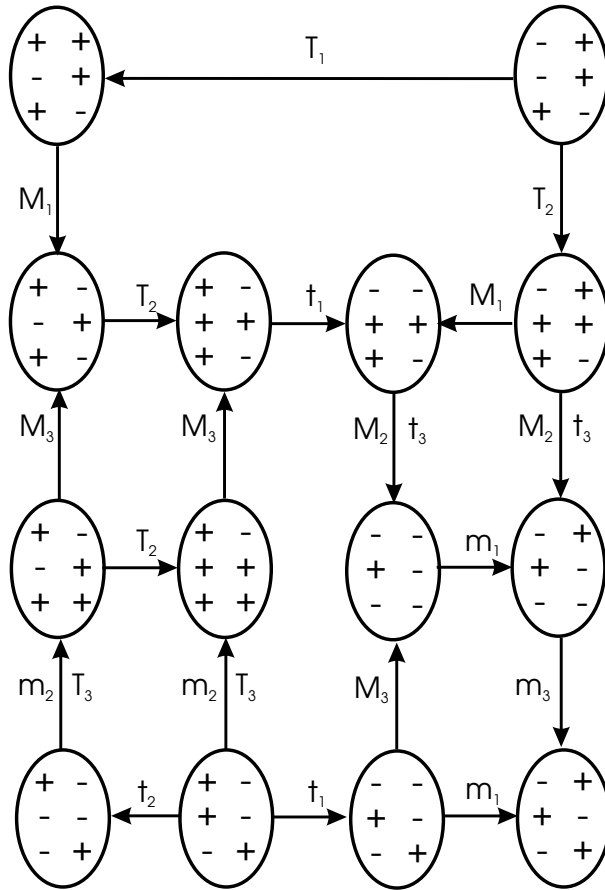 + + T₁ - +
- + - +
+ - + -
M₁ T₂
+ - T₂ + - t₁ - - M₁ - +
- + + + + + + +
+ - + - + - + -
M₃ M₃ M₂ t₃ M₂ t₃
+ - T₂ + - - - m₁ - +
- + + + + - + -
+ + + + - - - -
m₂ T₃ m₂ T₃ M₃ m₃
+ - t₂ + - t₁ - - m₁ - +
- - + - + - + -
- + - + - + - +